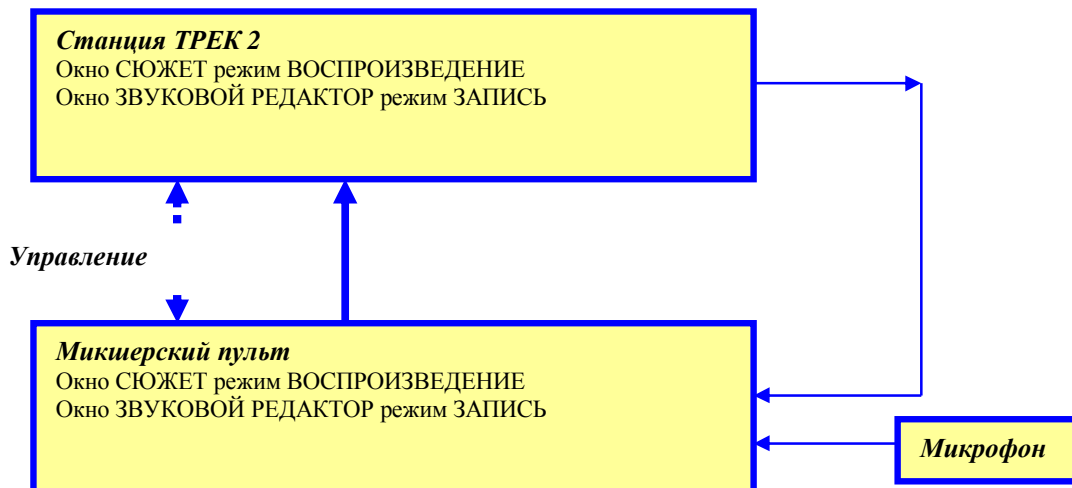 Станция ТРЕК 2
Окно СЮЖЕТ режим ВОСПРОИЗВЕДЕНИЕ
Окно ЗВУКОВОЙ РЕДАКТОР режим ЗАПИСЬ
Управление
Микшерский пульт
Окно СЮЖЕТ режим ВОСПРОИЗВЕДЕНИЕ
Окно ЗВУКОВОЙ РЕДАКТОР режим ЗАПИСЬ
Микрофон